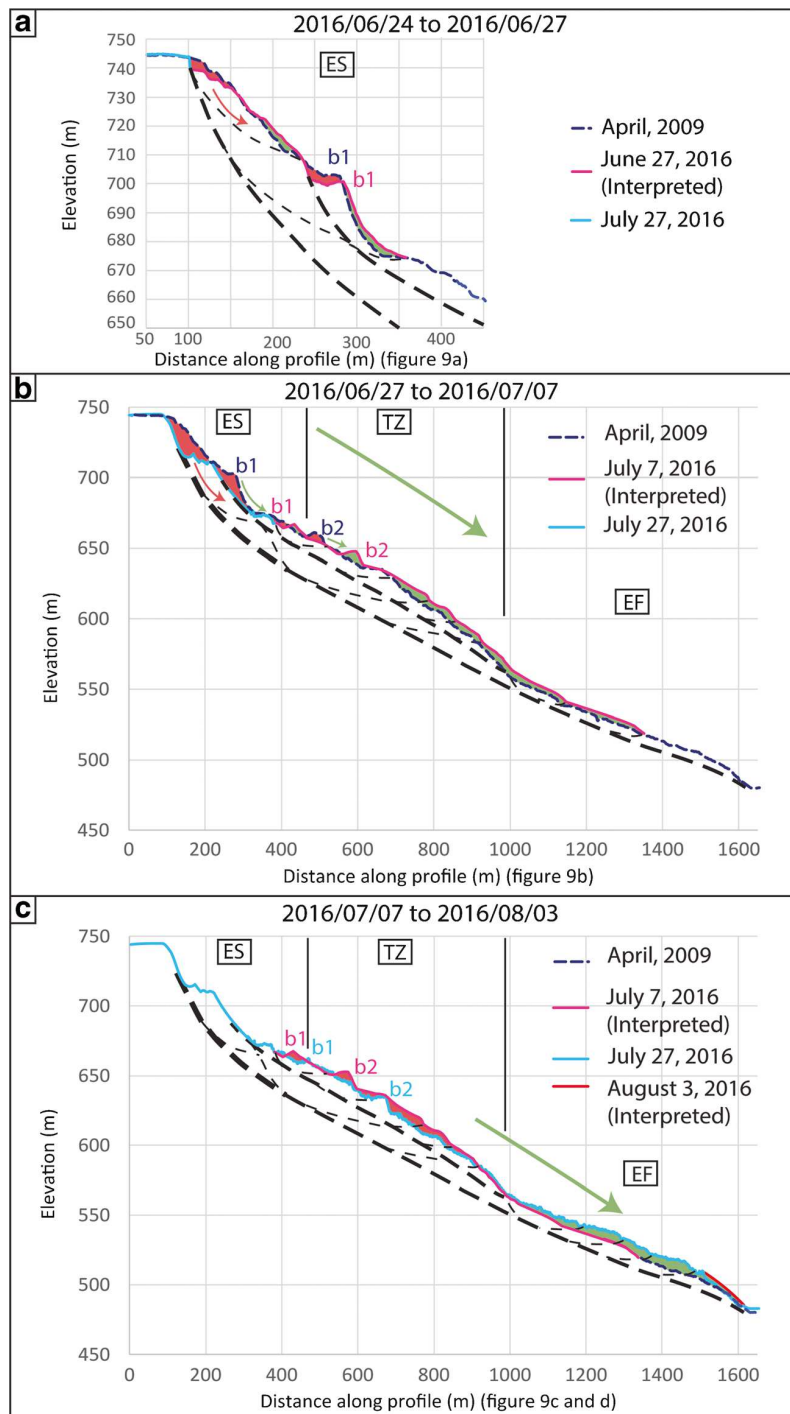 a
2016/06/24 to 2016/06/27
750
740
730
720
710
700
690
680
670
660
650
Elevation (m)
ES
b1
b1
50 100 200 300 400
Distance along profile (m) (figure 9a)
April, 2009
June 27, 2016
(Interpreted)
July 27, 2016
b
2016/06/27 to 2016/07/07
750
700
650
600
550
500
450
Elevation (m)
ES
TZ
EF
b1
b1
b2
b2
April, 2009
July 7, 2016
(Interpreted)
July 27, 2016
0 200 400 600 800 1000 1200 1400 1600
Distance along profile (m) (figure 9b)
c
2016/07/07 to 2016/08/03
750
700
650
600
550
500
450
Elevation (m)
ES
TZ
EF
b1
b1
b2
b2
April, 2009
July 7, 2016
(Interpreted)
July 27, 2016
August 3, 2016
(Interpreted)
0 200 400 600 800 1000 1200 1400 1600
Distance along profile (m) (figure 9c and d)